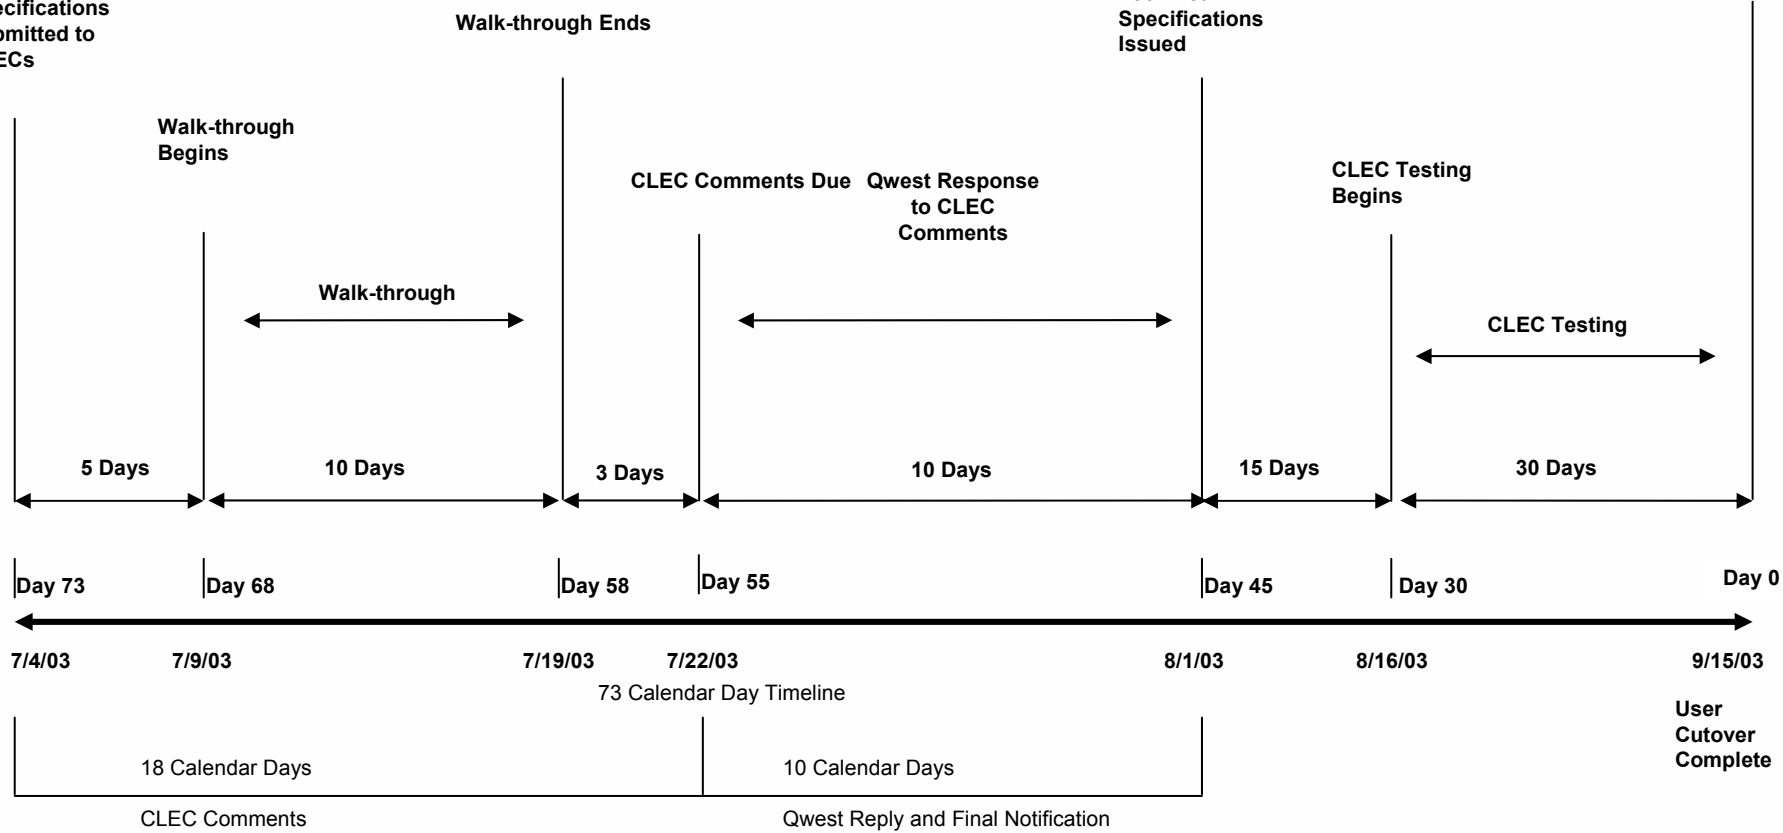 Walk-through Ends
Specifications
Issued
Walk-through
Begins
CLEC Comments Due
Qwest Response
to CLEC
Comments
CLEC Testing
Begins
Walk-through
CLEC Testing
5 Days
10 Days
3 Days
10 Days
15 Days
30 Days
Day 73
Day 68
Day 58
Day 55
Day 45
Day 30
Day 0
7/4/03
7/9/03
7/19/03
7/22/03
8/1/03
8/16/03
9/15/03
73 Calendar Day Timeline
User
Cutover
Complete
18 Calendar Days
10 Calendar Days
CLEC Comments
Qwest Reply and Final Notification